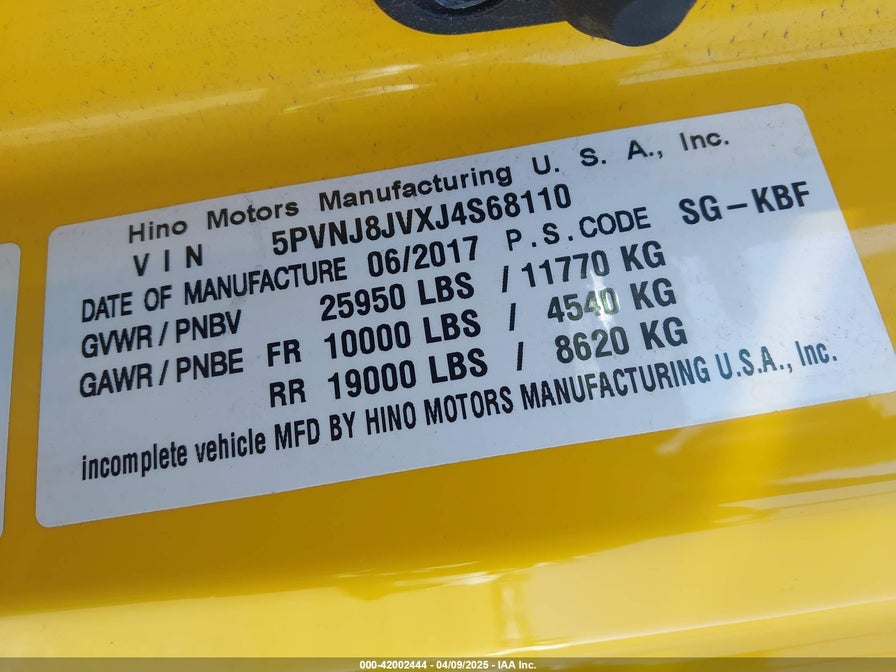 Hino Motors Manufacturing U. S. A., Inc.
VIN 5PVNJ8JVXJ4S68110
DATE OF MANUFACTURE 06/2017 P.S.CODE SG-KBF
GVWR / PNBV 25950 LBS / 11770 KG
GAWR / PNBE FR 10000 LBS / 4540 KG
RR 19000 LBS / 8620 KG
incomplete vehicle MFD BY HINO MOTORS MANUFACTURING U.S.A., Inc.
000-42002444 - 04/09/2025 - IAA Inc.